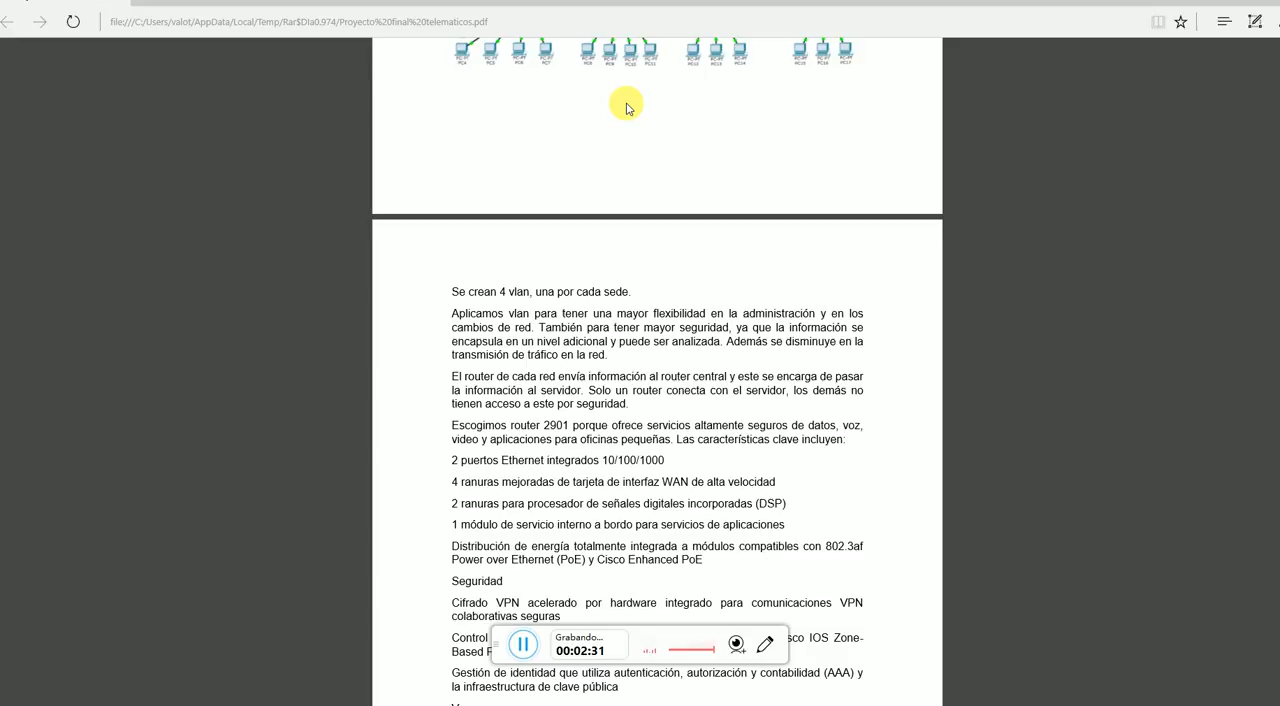 file:///C:/Users/valot/AppData/Local/Temp/Rar$DIa0.974/Proyecto%20final%20telematicos.pdf
Se crean 4 vlan, una por cada sede.
Aplicamos vlan para tener una mayor flexibilidad en la administración y en los
cambios de red. También para tener mayor seguridad, ya que la información se
encapsula en un nivel adicional y puede ser analizada. Además se disminuye en la
transmisión de tráfico en la red.
El router de cada red envía información al router central y este se encarga de pasar
la información al servidor. Solo un router conecta con el servidor, los demás no
tienen acceso a este por seguridad.
Escogimos router 2901 porque ofrece servicios altamente seguros de datos, voz,
video y aplicaciones para oficinas pequeñas. Las características clave incluyen:
2 puertos Ethernet integrados 10/100/1000
4 ranuras mejoradas de tarjeta de interfaz WAN de alta velocidad
2 ranuras para procesador de señales digitales incorporadas (DSP)
1 módulo de servicio interno a bordo para servicios de aplicaciones
Distribución de energía totalmente integrada a módulos compatibles con 802.3af
Power over Ethernet (PoE) y Cisco Enhanced PoE
Seguridad
Cifrado VPN acelerado por hardware integrado para comunicaciones VPN
colaborativas seguras
Control sco IOS Zone-
Based
Grabando...
00:02:31
Gestión de identidad que utiliza autenticación, autorización y contabilidad (AAA) y
la infraestructura de clave pública